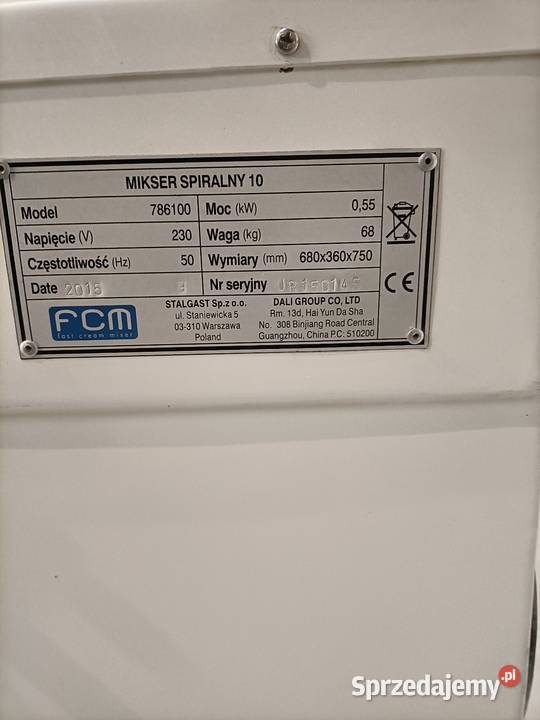 MIKSER SPIRALNY 10
Model 786100 Moc (kW) 0,55
Napięcie (V) 230 Waga (kg) 68
Częstotliwość (Hz) 50 Wymiary (mm) 680x360x750
Date 2015 9 Nr seryjny
FCM
fast cream mixer
STALGAST Sp.z o.o.
ul. Staniewicka 5
03-310 Warszawa
Poland
DALI GROUP CO, LTD
Rm. 13d, Hai Yun Da Sha
No. 308 Binjiang Road Central
Guangzhou, China P.C: 510200
CE
Sprzedajemy.pl